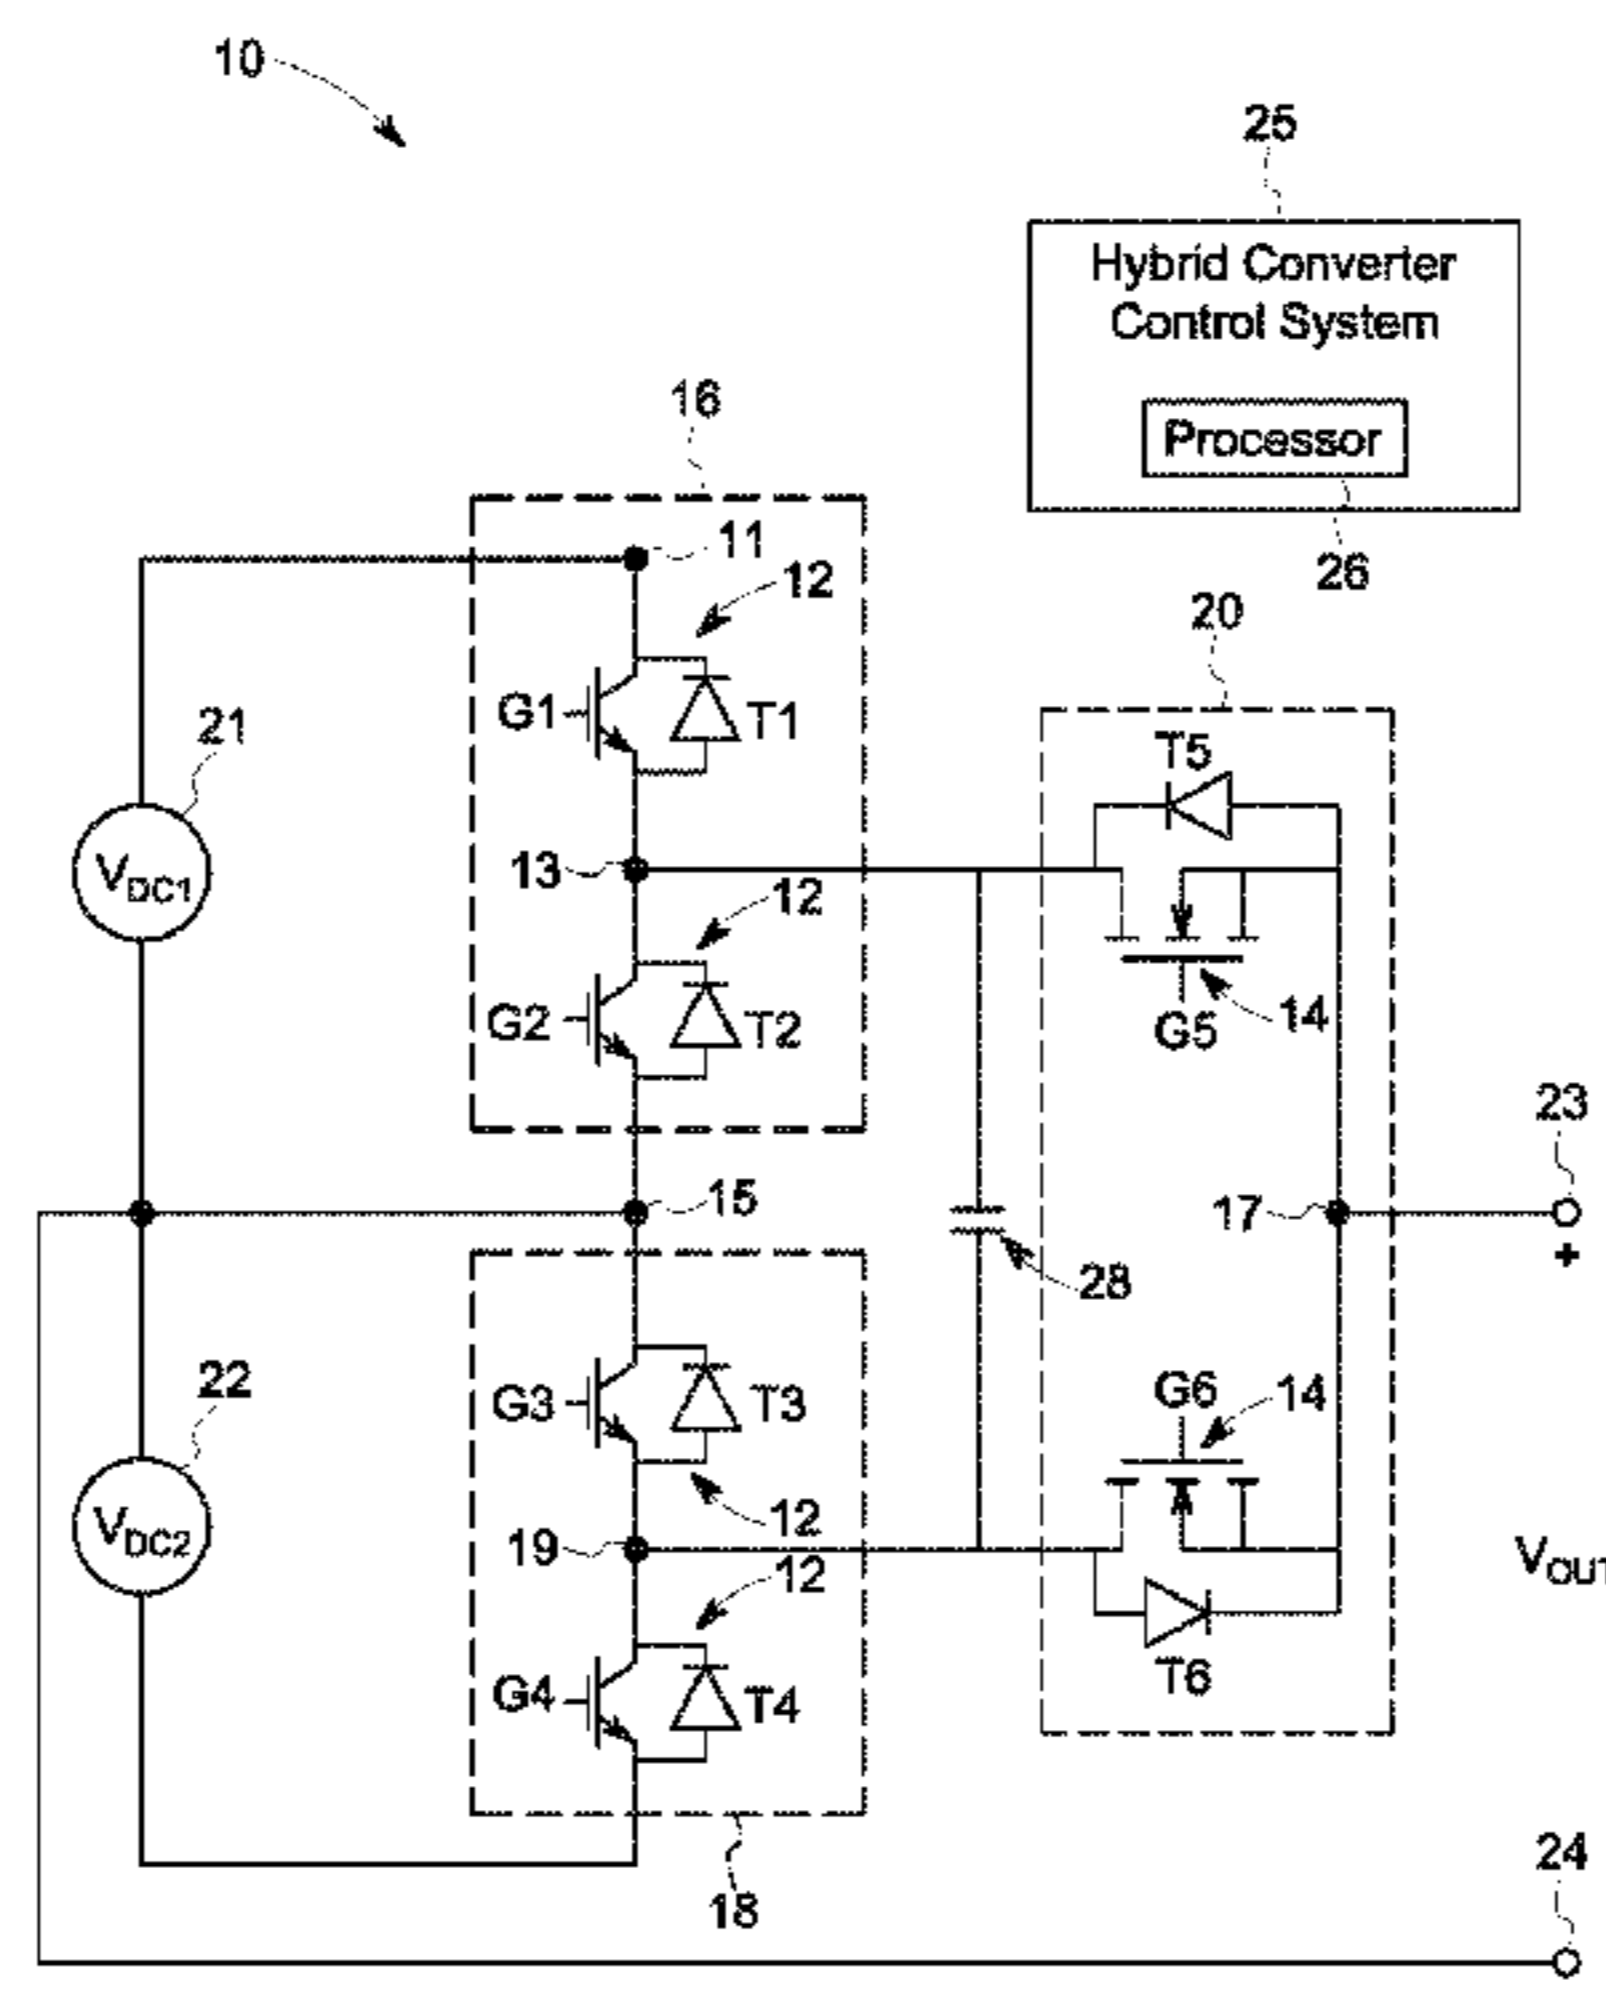 10
25
Hybrid Converter
Control System
Processor
26
16
11
12
20
G1
T1
T5
21
VDC1
13
12
G2
T2
14
G5
23
15
17
+
28
22
G3
T3
G6
14
12
VDC2
19
12
VOUT
G4
T4
T6
18
24